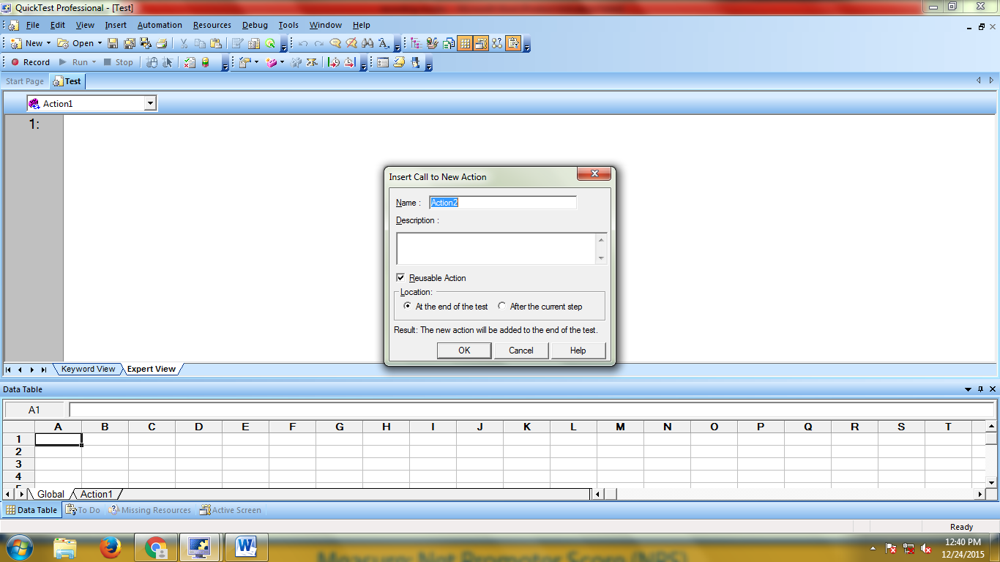 QuickTest Professional - [Test]
File Edit View Insert Automation Resources Debug Tools Window Help
New Open
Record Run Stop
Start Page Test
Action1
1:
Insert Call to New Action
Name : Action2
Description :
Reusable Action
Location:
At the end of the test After the current step
Result: The new action will be added to the end of the test.
OK Cancel Help
Keyword View Expert View
Data Table
A1
A B C D E F G H I J K L M N O P Q R S T
1
2
3
4
Global Action1
Data Table To Do Missing Resources Active Screen
Ready
12:40 PM
12/24/2015